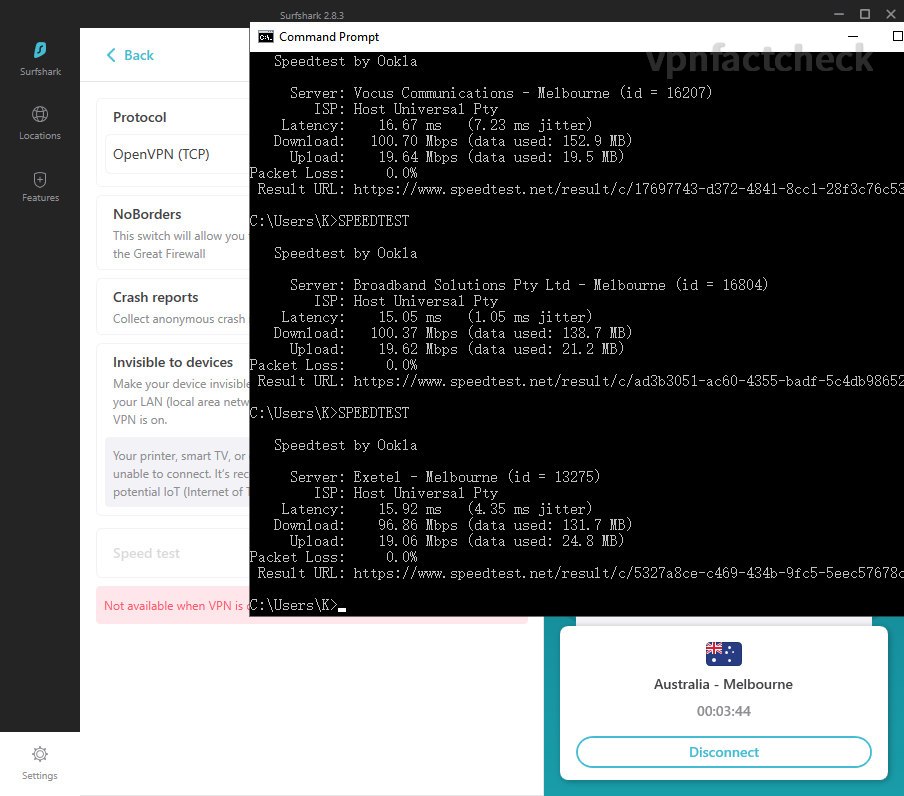 Surfshark 2.8.3
Surfshark
Locations
Features
Settings
Back
Protocol
OpenVPN (TCP)
NoBorders
This switch will allow you
the Great Firewall
Crash reports
Collect anonymous crash
Invisible to devices
Make your device invisible
your LAN (local area netw
VPN is on.
Your printer, smart TV, or
unable to connect. It's rec
potential IoT (Internet of T
Speed test
Not available when VPN is c
Command Prompt
vpnfactcheck
Speedtest by Ookla
Server: Vocus Communications - Melbourne (id = 16207)
ISP: Host Universal Pty
Latency: 16.67 ms (7.23 ms jitter)
Download: 100.70 Mbps (data used: 152.9 MB)
Upload: 19.64 Mbps (data used: 19.5 MB)
Packet Loss: 0.0%
Result URL: https://www.speedtest.net/result/c/17697743-d372-4841-8cc1-28f3c76c53
C:\Users\K>SPEEDTEST
Speedtest by Ookla
Server: Broadband Solutions Pty Ltd - Melbourne (id = 16804)
ISP: Host Universal Pty
Latency: 15.05 ms (1.05 ms jitter)
Download: 100.37 Mbps (data used: 138.7 MB)
Upload: 19.62 Mbps (data used: 21.2 MB)
Packet Loss: 0.0%
Result URL: https://www.speedtest.net/result/c/ad3b3051-ac60-4355-badf-5c4db98652
C:\Users\K>SPEEDTEST
Speedtest by Ookla
Server: Exetel - Melbourne (id = 13275)
ISP: Host Universal Pty
Latency: 15.92 ms (4.35 ms jitter)
Download: 96.86 Mbps (data used: 131.7 MB)
Upload: 19.06 Mbps (data used: 24.8 MB)
Packet Loss: 0.0%
Result URL: https://www.speedtest.net/result/c/5327a8ce-c469-434b-9fc5-5eec57678c
C:\Users\K>
Australia - Melbourne
00:03:44
Disconnect